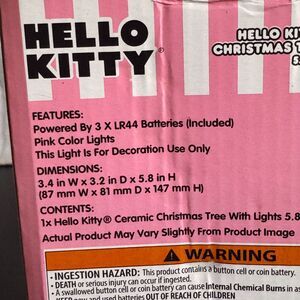 HELLO
KITTY®
HELLO KIT
CHRISTMAS T
5.
FEATURES:
Powered By 3 X LR44 Batteries (Included)
Pink Color Lights
This Light Is For Decoration Use Only
DIMENSIONS:
3.4 in W x 3.2 in D x 5.8 in H
(87 mm W x 81 mm D x 147 mm H)
CONTENTS:
1x Hello Kitty® Ceramic Christmas Tree With Lights 5.8
Actual Product May Vary Slightly From Product Image
WARNING
• INGESTION HAZARD: This product contains a button cell or coin battery.
• DEATH or serious injury can occur if ingested.
• A swallowed button cell or coin battery can cause Internal Chemical Burns in as
• KEEP new and used batteries OUT OF REACH OF CHILDREN